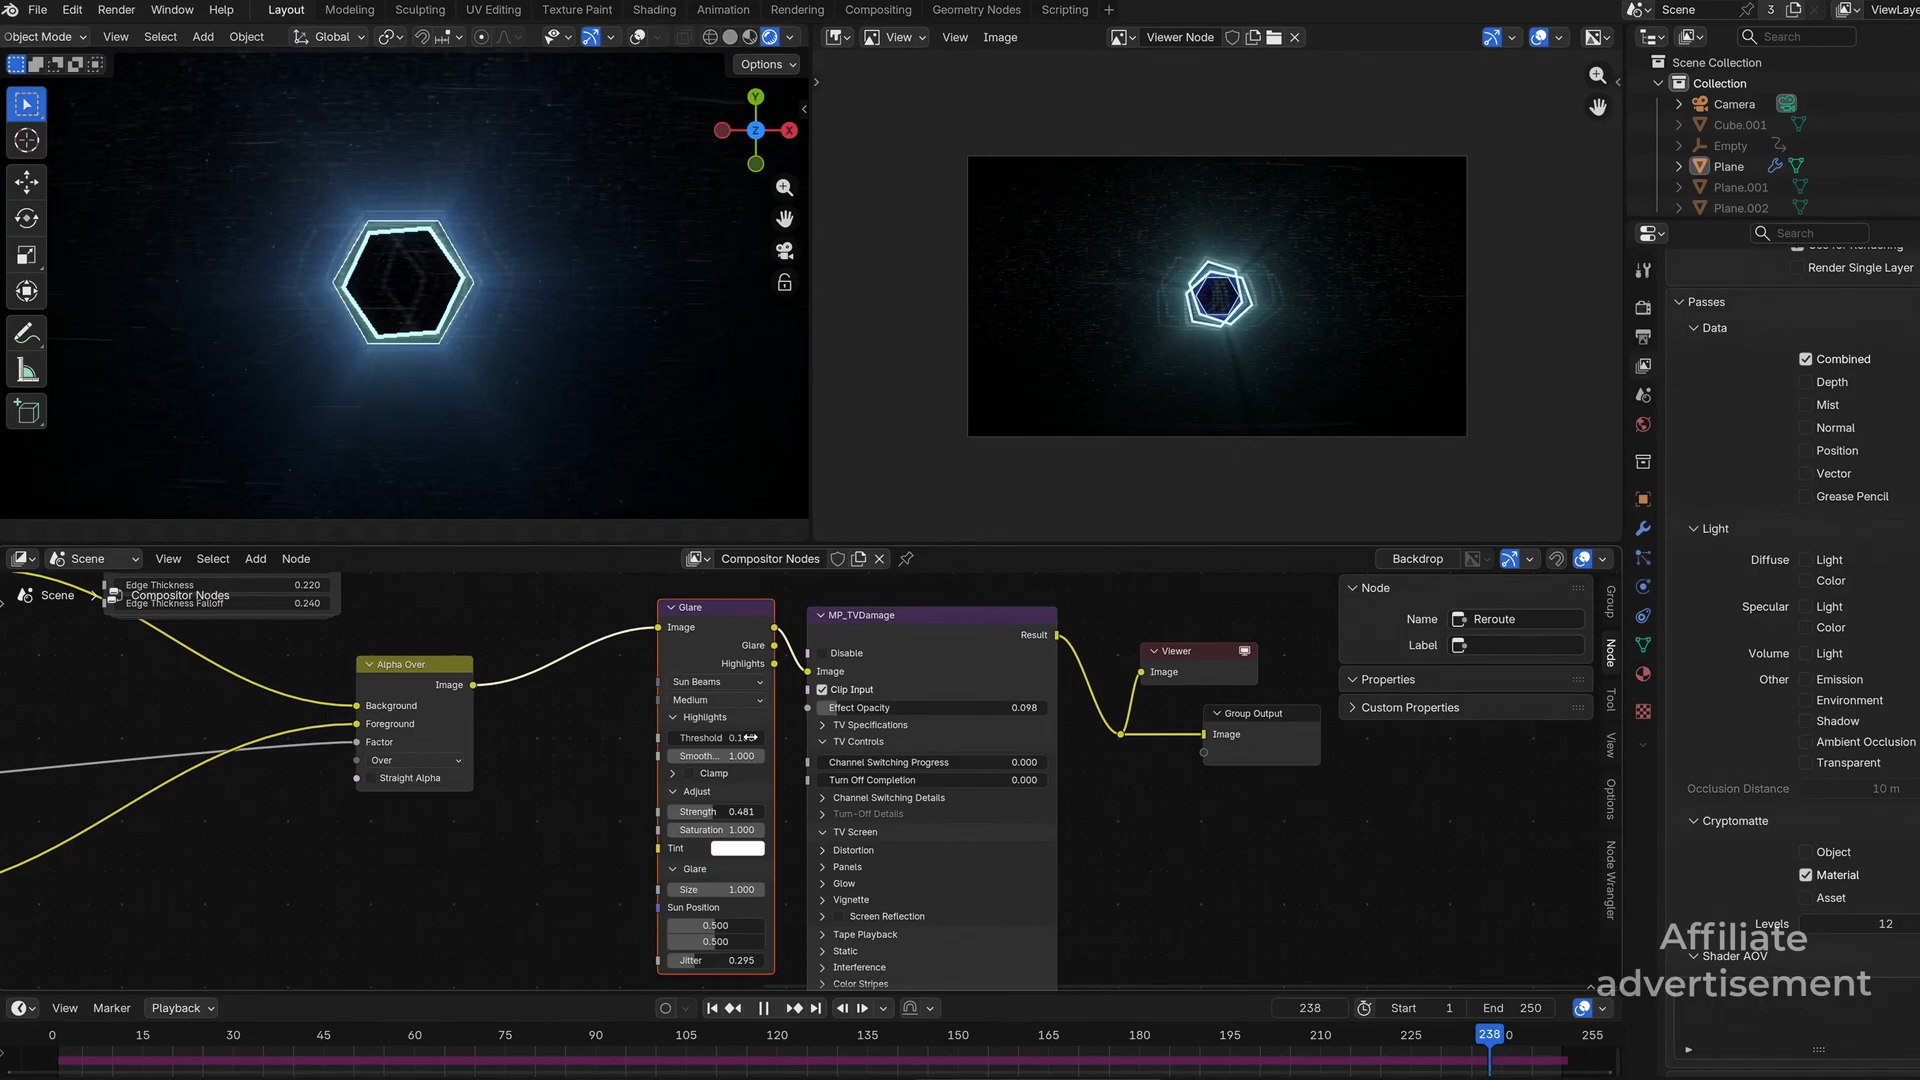 File Edit Render Window Help Layout Modeling Sculpting UV Editing Texture Paint Shading Animation Rendering Compositing Geometry Nodes Scripting
Scene 3 ViewLaye
Object Mode View Select Add Object Global
View View Image Viewer Node
Search
Options
Y
Z
X
Scene Collection
Collection
Camera
Cube.001
Empty
Plane
Plane.001
Plane.002
Search
Render Single Layer
Passes
Data
Combined
Depth
Mist
Normal
Position
Vector
Grease Pencil
Light
Diffuse Light
Color
Specular Light
Color
Volume Light
Other Emission
Environment
Shadow
Ambient Occlusion
Transparent
Occlusion Distance 10 m
Cryptomatte
Object
Material
Asset
Levels 12
Shader AOV
Affiliate
advertisement
Scene View Select Add Node Compositor Nodes Backdrop
Edge Thickness 0.220
Scene Compositor Nodes
Edge Thickness Falloff 0.240
Alpha Over
Image
Background
Foreground
Factor
Over
Straight Alpha
Glare
Image
Glare
Highlights
Sun Beams
Medium
Highlights
Threshold
Smooth... 1.000
Clamp
Adjust
Strength 0.481
Saturation 1.000
Tint
Glare
Size 1.000
Sun Position
0.500
0.500
Jitter 0.295
MP_TVDamage
Result
Disable
Image
Clip Input
Effect Opacity 0.098
TV Specifications
TV Controls
Channel Switching Progress 0.000
Turn Off Completion 0.000
Channel Switching Details
Turn-Off Details
TV Screen
Distortion
Panels
Glow
Vignette
Screen Reflection
Tape Playback
Static
Interference
Color Stripes
Viewer
Image
Group Output
Image
Node
Name Reroute
Label
Properties
Custom Properties
Group
Node
Tool
View
Options
Node Wrangler
View Marker Playback
238 Start 1 End 250
0 15 30 45 60 75 90 105 120 135 150 165 180 195 210 225 238 255